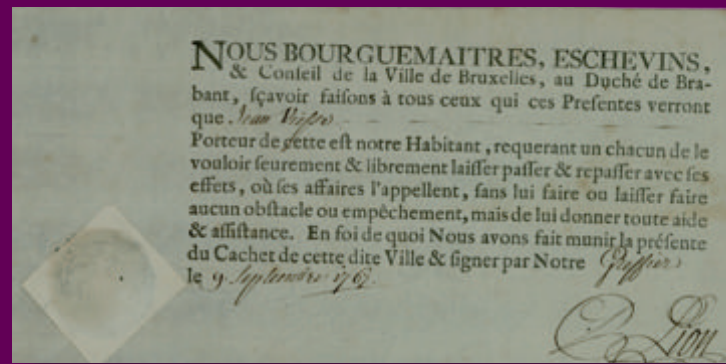 NOUS BOURGUEMAITRES, ESCHEVINS,
& Conſeil de la Ville de Bruxelles, au Duché de Bra-
bant, ſçavoir faiſons à tous ceux qui ces Preſentes verront
que Jean
Porteur de cette eſt notre Habitant, requerant un chacun de le
vouloir ſeurement & librement laiſſer paſſer & repaſſer avec ſes
effets, où ſes affaires l'appellent, ſans lui faire ou laiſſer faire
aucun obſtacle ou empêchement, mais de lui donner toute aide
& aſſiſtance. En foi de quoi Nous avons fait munir la préſente
du Cachet de cette dite Ville & ſigner par Notre Greffier
le 9 Septembre 1767.
Lion